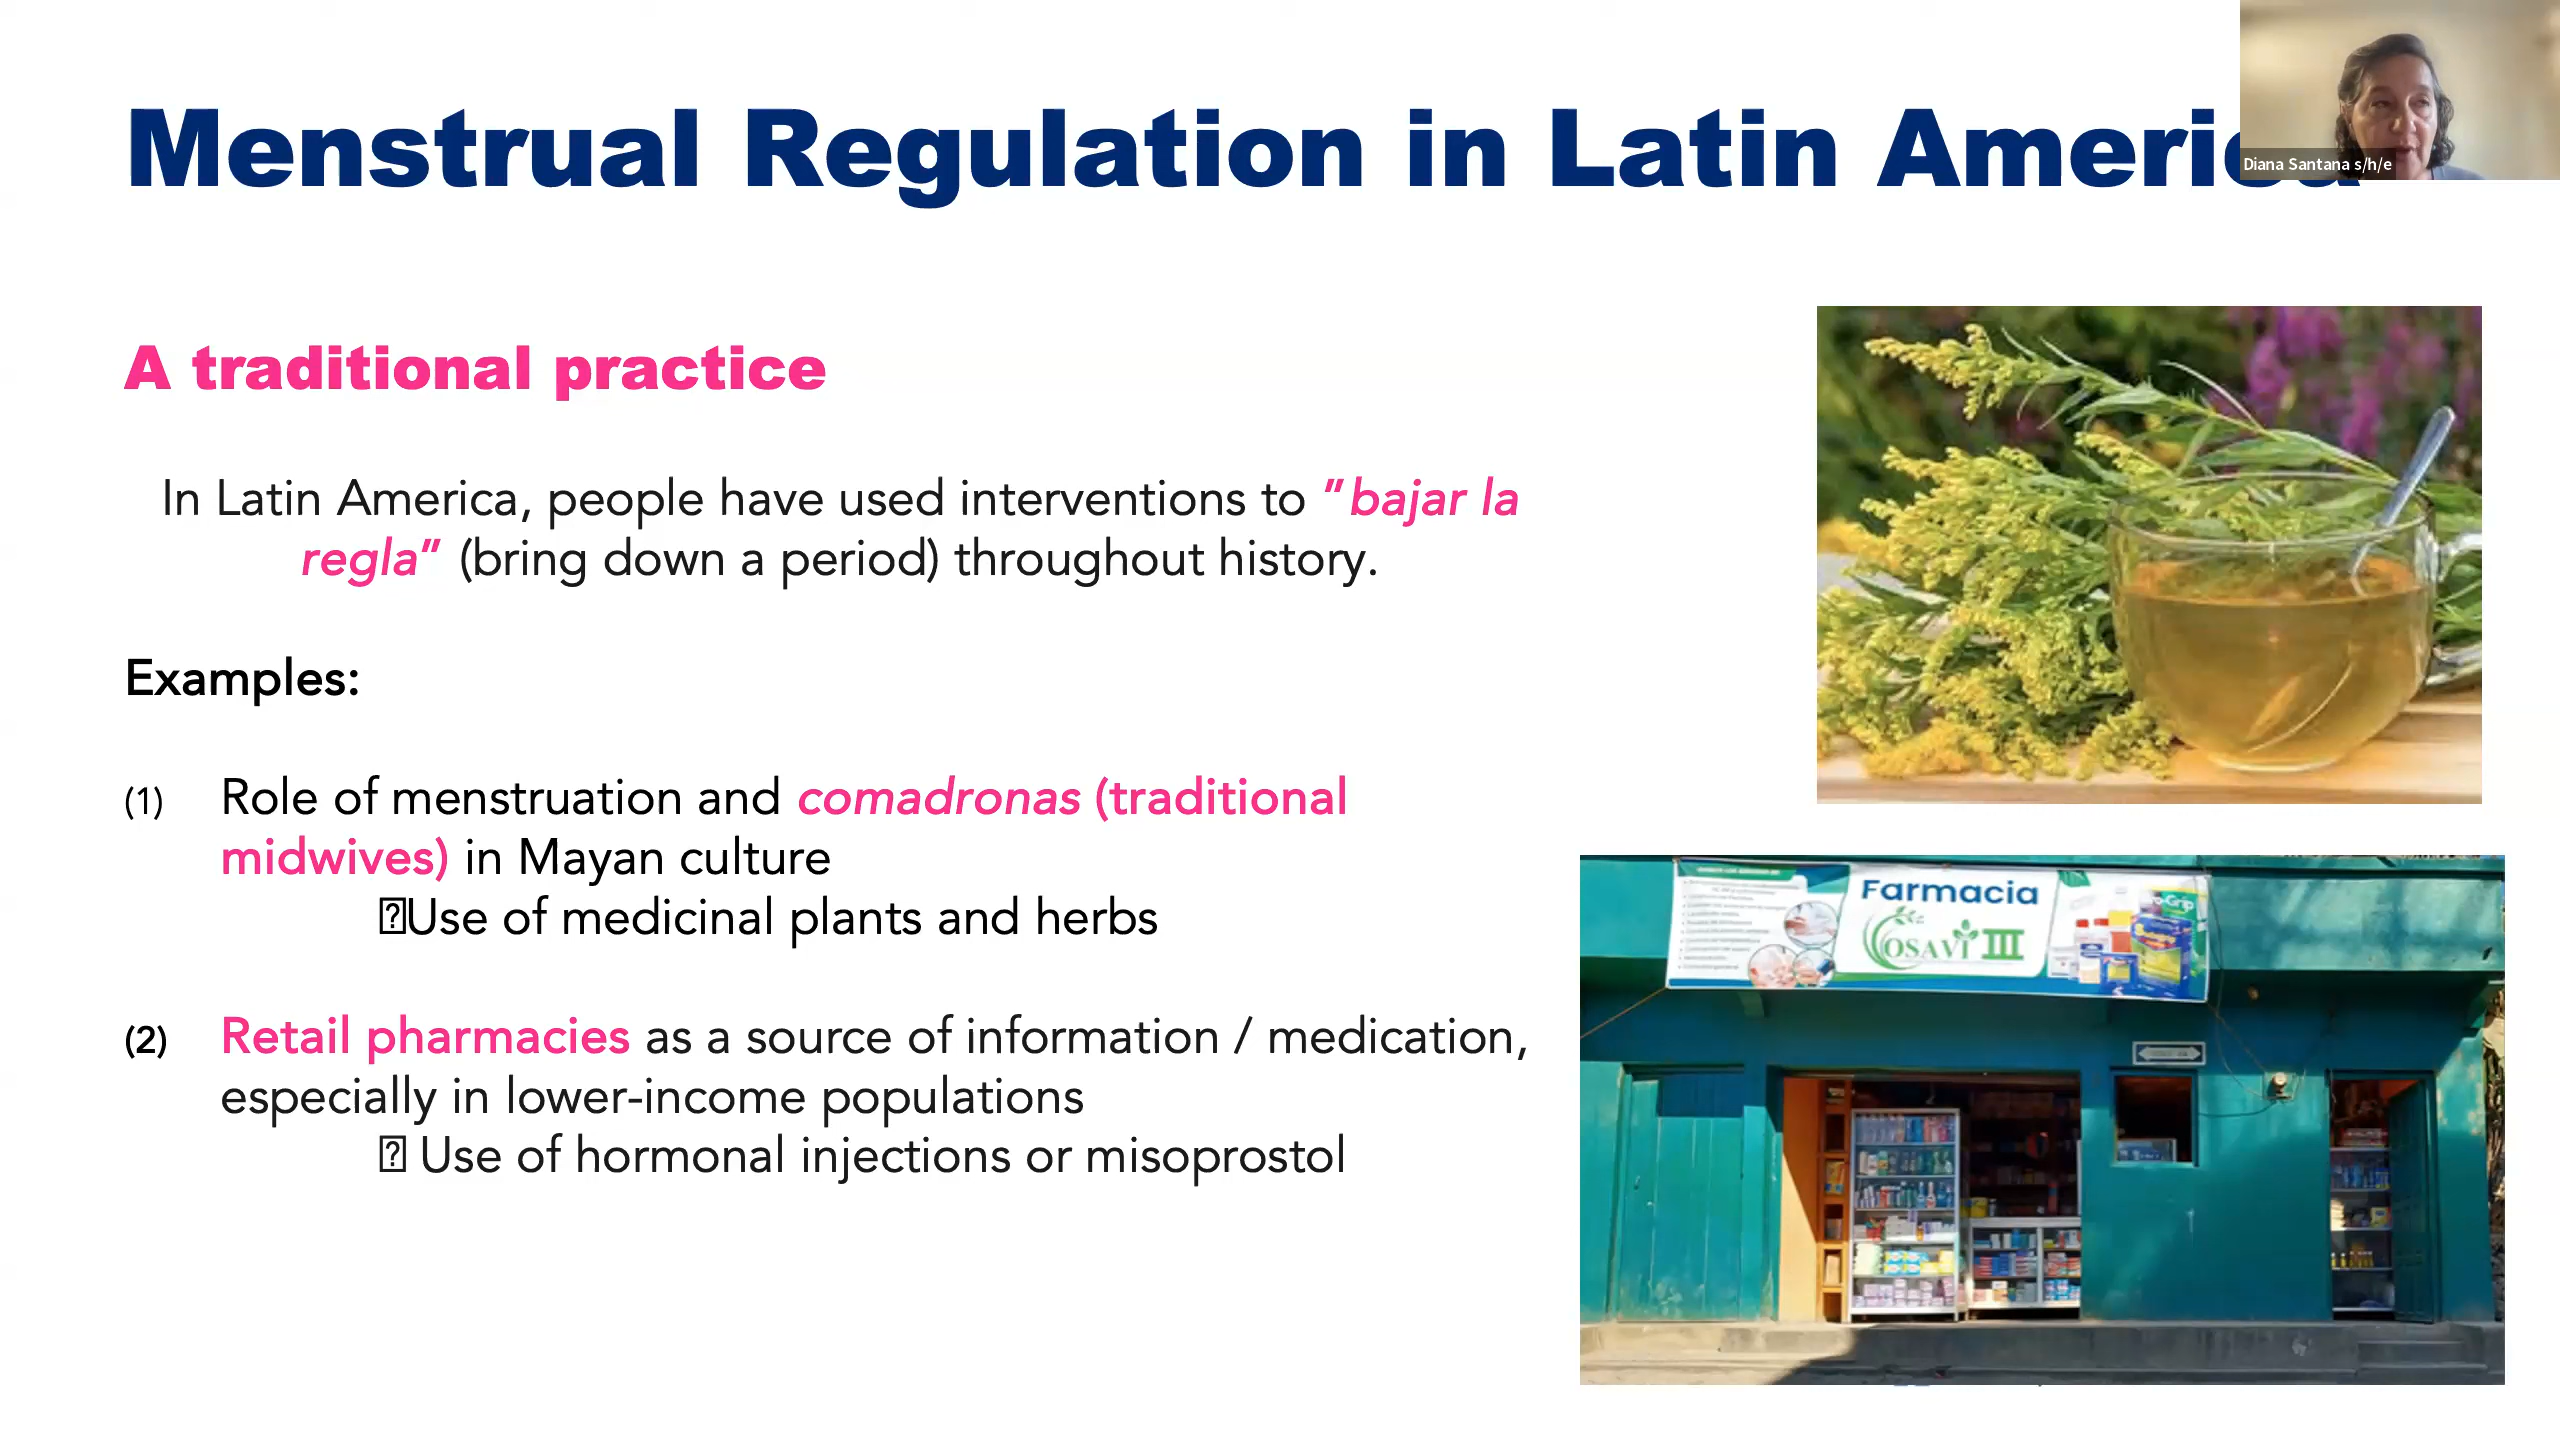 Menstrual Regulation in Latin America
Diana Santana s/h/e
A traditional practice
In Latin America, people have used interventions to "bajar la
regla" (bring down a period) throughout history.
Examples:
(1) Role of menstruation and comadronas (traditional
midwives) in Mayan culture
Use of medicinal plants and herbs
(2) Retail pharmacies as a source of information / medication,
especially in lower-income populations
Use of hormonal injections or misoprostol
Farmacia
COSAVI III